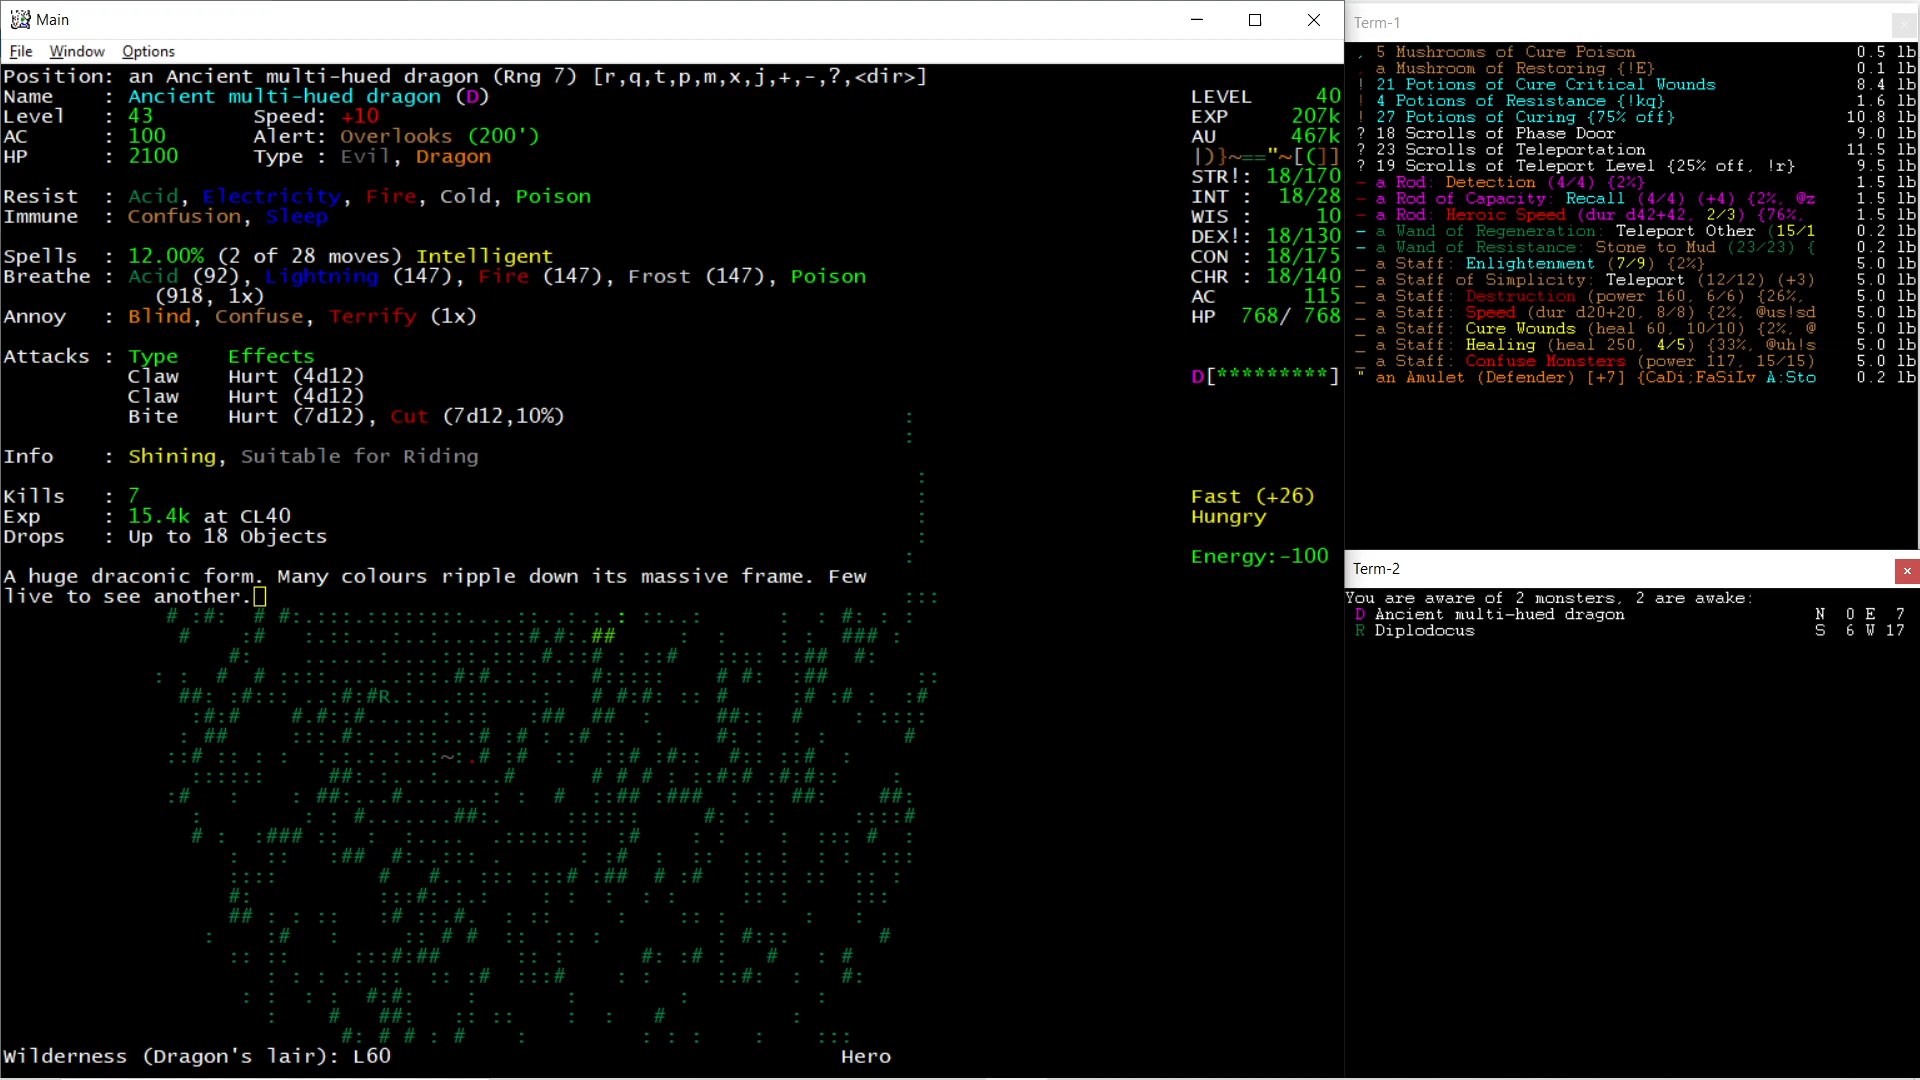 Main
File Window Options
Position: an Ancient multi-hued dragon (Rng 7) [r,q,t,p,m,x,j,+,-,?,<dir>]
Name : Ancient multi-hued dragon (D)
Level : 43 Speed: +10
AC : 100 Alert: Overlooks (200')
HP : 2100 Type : Evil, Dragon
Resist : Acid, Electricity, Fire, Cold, Poison
Immune : Confusion, Sleep
Spells : 12.00% (2 of 28 moves) Intelligent
Breathe : Acid (92), Lightning (147), Fire (147), Frost (147), Poison
(918, 1x)
Annoy : Blind, Confuse, Terrify (1x)
Attacks : Type Effects
Claw Hurt (4d12)
Claw Hurt (4d12)
Bite Hurt (7d12), Cut (7d12,10%)
Info : Shining, Suitable for Riding
Kills : 7
Exp : 15.4k at CL40
Drops : Up to 18 Objects
A huge draconic form. Many colours ripple down its massive frame. Few
live to see another.
LEVEL 40
EXP 207k
AU 467k
|)}~=="~[(]]
STR!: 18/170
INT : 18/28
WIS : 10
DEX!: 18/130
CON : 18/175
CHR : 18/140
AC 115
HP 768/ 768
D[*********]
Fast (+26)
Hungry
Energy:-100
Wilderness (Dragon's lair): L60 Hero
Term-1
, 5 Mushrooms of Cure Poison 0.5 lb
, a Mushroom of Restoring {!E} 0.1 lb
! 21 Potions of Cure Critical Wounds 8.4 lb
! 4 Potions of Resistance {!kq} 1.6 lb
! 27 Potions of Curing {75% off} 10.8 lb
? 18 Scrolls of Phase Door 9.0 lb
? 23 Scrolls of Teleportation 11.5 lb
? 19 Scrolls of Teleport Level {25% off, !r} 9.5 lb
- a Rod: Detection (4/4) {2%} 1.5 lb
- a Rod of Capacity: Recall (4/4) (+4) {2%, @z 1.5 lb
- a Rod: Heroic Speed (dur d42+42, 2/3) {76%, 1.5 lb
- a Wand of Regeneration: Teleport Other (15/1 0.2 lb
- a Wand of Resistance: Stone to Mud (23/23) { 0.2 lb
_ a Staff: Enlightenment (7/9) {2%} 5.0 lb
_ a Staff of Simplicity: Teleport (12/12) (+3) 5.0 lb
_ a Staff: Destruction (power 160, 6/6) {26%, 5.0 lb
_ a Staff: Speed (dur d20+20, 8/8) {2%, @us!sd 5.0 lb
_ a Staff: Cure Wounds (heal 60, 10/10) {2%, @ 5.0 lb
_ a Staff: Healing (heal 250, 4/5) {33%, @uh!s 5.0 lb
_ a Staff: Confuse Monsters (power 117, 15/15) 5.0 lb
" an Amulet (Defender) [+7] {CaDi;FaSiLv A:Sto 0.2 lb
Term-2
You are aware of 2 monsters, 2 are awake:
D Ancient multi-hued dragon N 0 E 7
R Diplodocus S 6 W 17